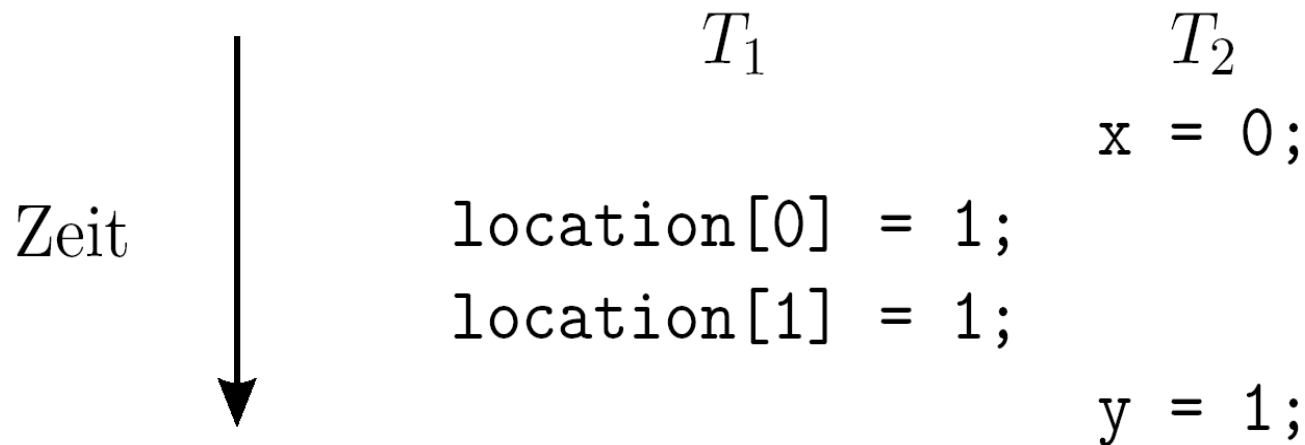 T₁ T₂
x = 0;
Zeit
location[0] = 1;
location[1] = 1;
y = 1;